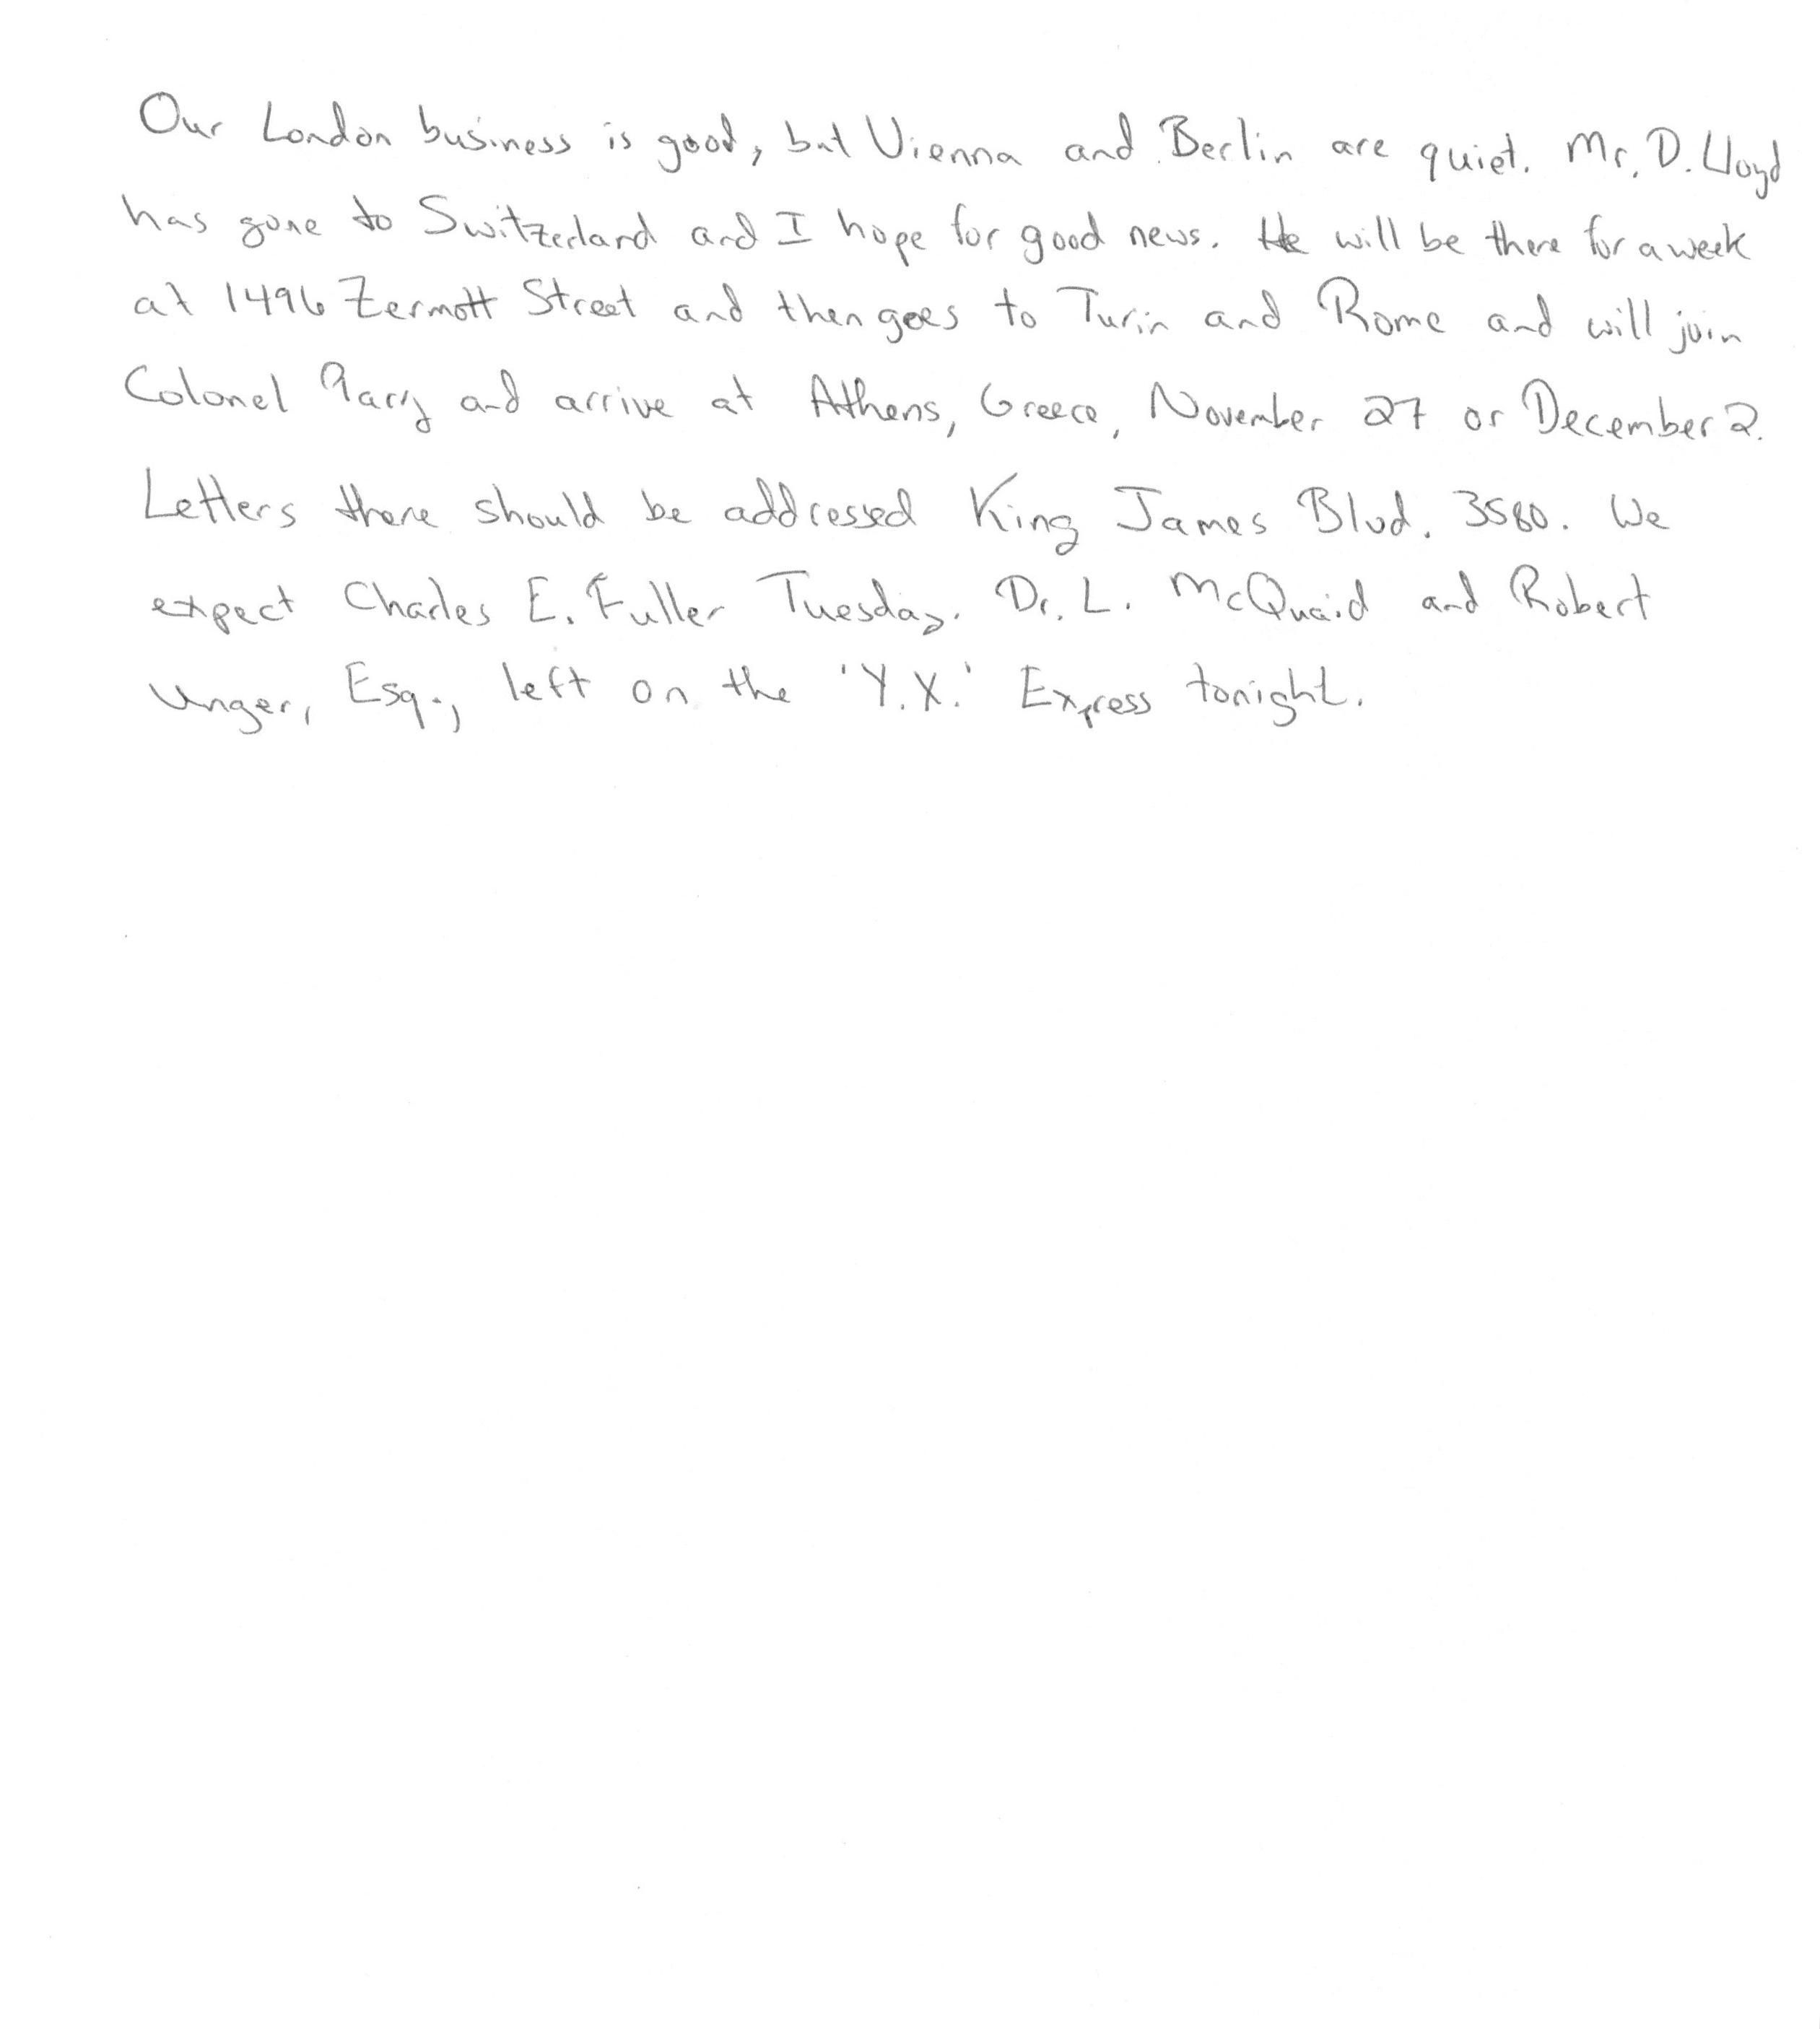 Our London business is good, but Vienna and Berlin are quiet. Mr. D. Lloyd
has gone to Switzerland and I hope for good news. He will be there for a week
at 1496 Zermott Street and then goes to Turin and Rome and will join
Colonel Parry and arrive at Athens, Greece, November 27 or December 2.
Letters there should be addressed King James Blvd. 3580. We
expect Charles E. Fuller Tuesday. Dr. L. McQuaid and Robert
Unger, Esq., left on the 'Y.X.' Express tonight.